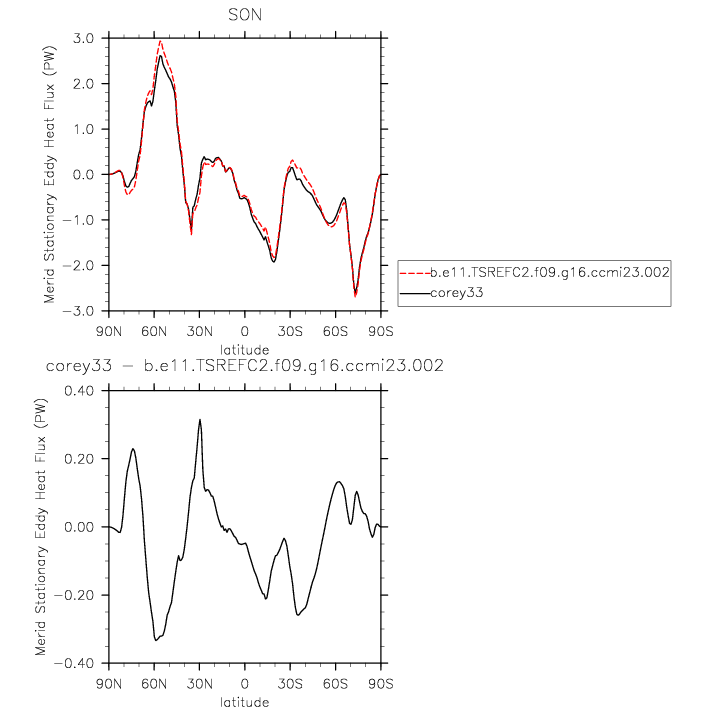 SON
Merid Stationary Eddy Heat Flux (PW)
3.0
2.0
1.0
0.0
−1.0
−2.0
−3.0
90N 60N 30N 0 30S 60S 90S
latitude
b.e11.TSREFC2.f09.g16.ccmi23.002
corey33
corey33 − b.e11.TSREFC2.f09.g16.ccmi23.002
Merid Stationary Eddy Heat Flux (PW)
0.40
0.20
0.00
−0.20
−0.40
90N 60N 30N 0 30S 60S 90S
latitude